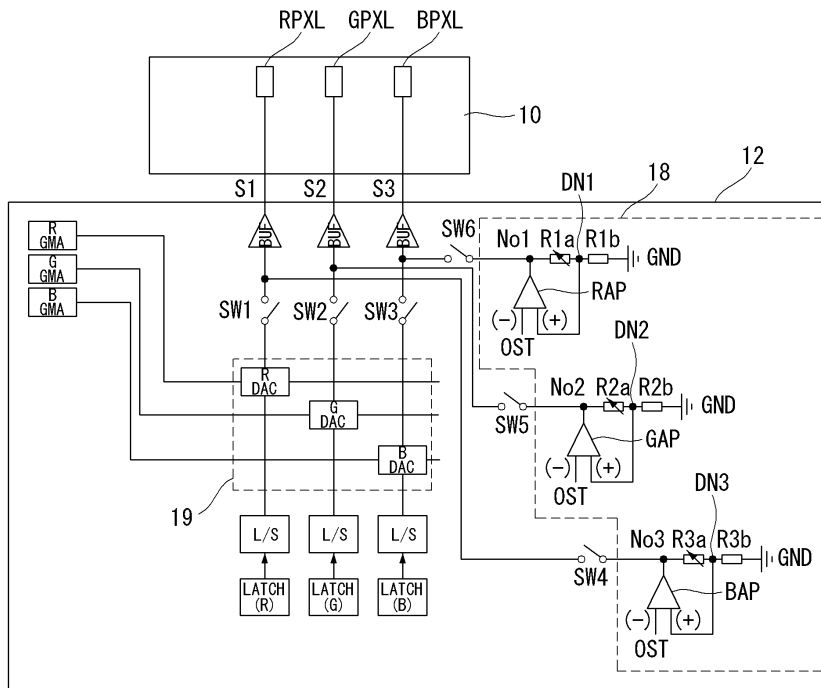 RPXL GPXL BPXL
10
12
18
S1 S2 S3
DN1
R
GMA
G
GMA
B
GMA
BUF BUF BUF
SW6
No1 R1a R1b
GND
RAP
(-) (+)
OST
SW1 SW2 SW3
DN2
R
DAC
G
DAC
B
DAC
No2 R2a R2b
GND
SW5
GAP
(-) (+)
OST
DN3
19
L/S L/S L/S
No3 R3a R3b
GND
SW4
BAP
(-) (+)
OST
LATCH
(R)
LATCH
(G)
LATCH
(B)